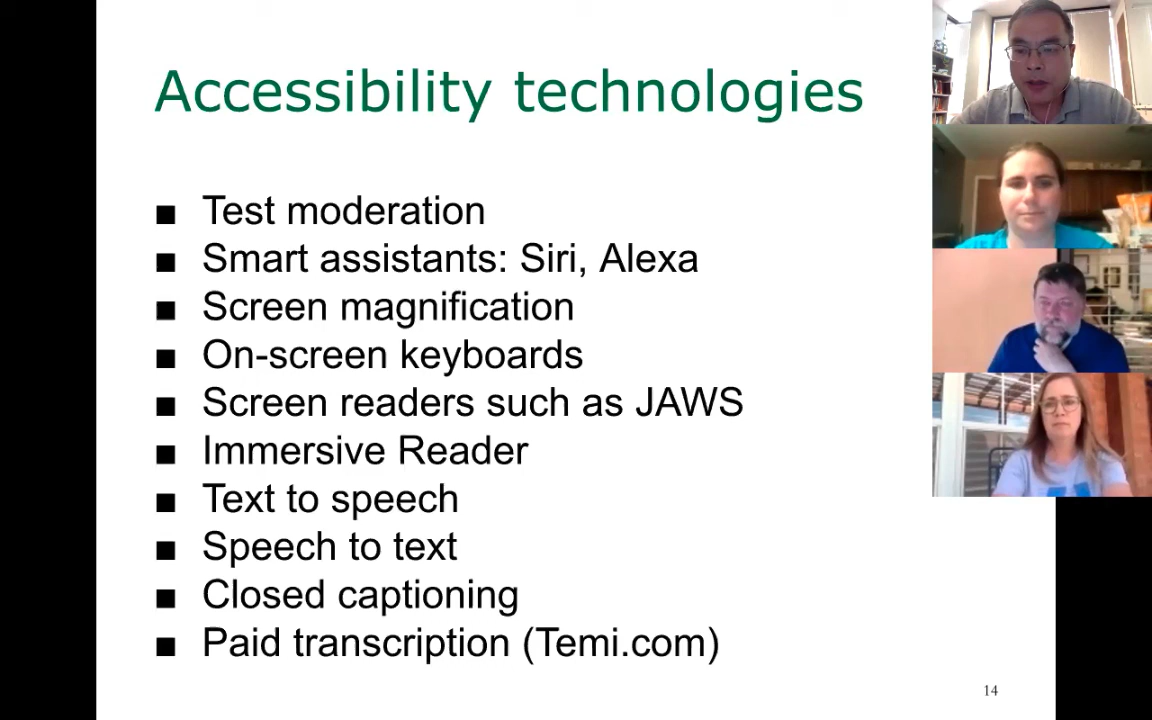 Accessibility technologies
■ Test moderation
■ Smart assistants: Siri, Alexa
■ Screen magnification
■ On-screen keyboards
■ Screen readers such as JAWS
■ Immersive Reader
■ Text to speech
■ Speech to text
■ Closed captioning
■ Paid transcription (Temi.com)
14